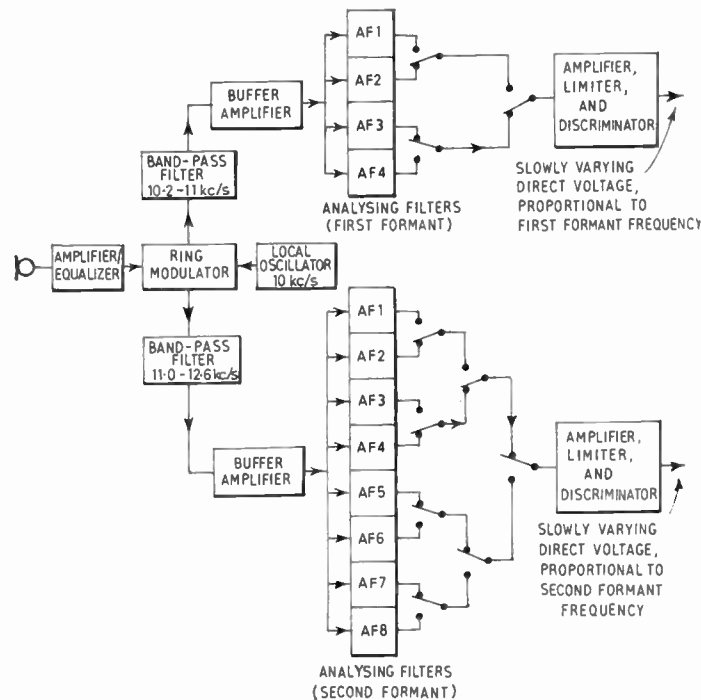 AF1
AF2
AF3
AF4
BUFFER
AMPLIFIER
AMPLIFIER,
LIMITER,
AND
DISCRIMINATOR
BAND-PASS
FILTER
10·2-11 kc/s
ANALYSING FILTERS
(FIRST FORMANT)
SLOWLY VARYING
DIRECT VOLTAGE,
PROPORTIONAL TO
FIRST FORMANT FREQUENCY
AMPLIFIER/
EQUALIZER
RING
MODULATOR
LOCAL
OSCILLATOR
10 kc/s
BAND-PASS
FILTER
11·0-12·6 kc/s
BUFFER
AMPLIFIER
AF1
AF2
AF3
AF4
AF5
AF6
AF7
AF8
AMPLIFIER,
LIMITER,
AND
DISCRIMINATOR
SLOWLY VARYING
DIRECT VOLTAGE,
PROPORTIONAL TO
SECOND FORMANT
FREQUENCY
ANALYSING FILTERS
(SECOND FORMANT)